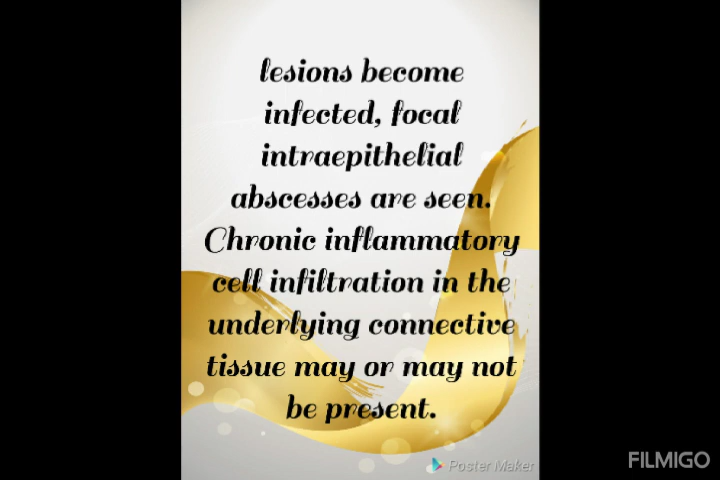 lesions become
infected, focal
intraepithelial
abscesses are seen.
Chronic inflammatory
cell infiltration in the
underlying connective
tissue may or may not
be present.
Poster Maker
FILMIGO